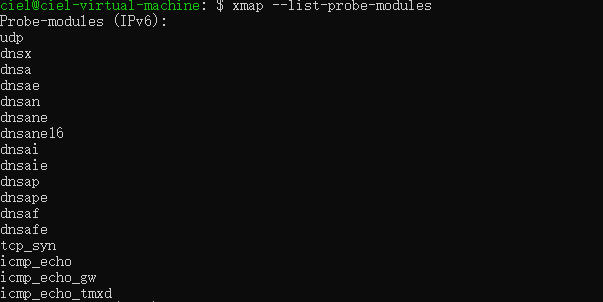 ciel@ciel-virtual-machine: $ xmap --list-probe-modules
Probe-modules (IPv6):
udp
dnsx
dnsa
dnsae
dnsan
dnsane
dnsane16
dnsai
dnsaie
dnsap
dnsape
dnsaf
dnsafe
tcp_syn
icmp_echo
icmp_echo_gw
icmp_echo_tmxd